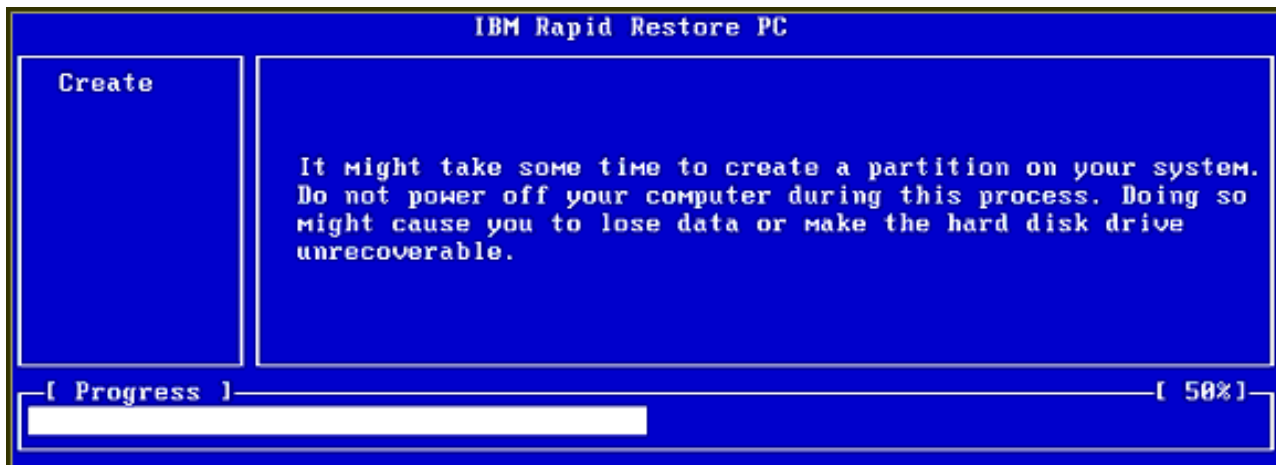 IBM Rapid Restore PC
Create
It might take some time to create a partition on your system.
Do not power off your computer during this process. Doing so
might cause you to lose data or make the hard disk drive
unrecoverable.
[ Progress ]
[ 50%]